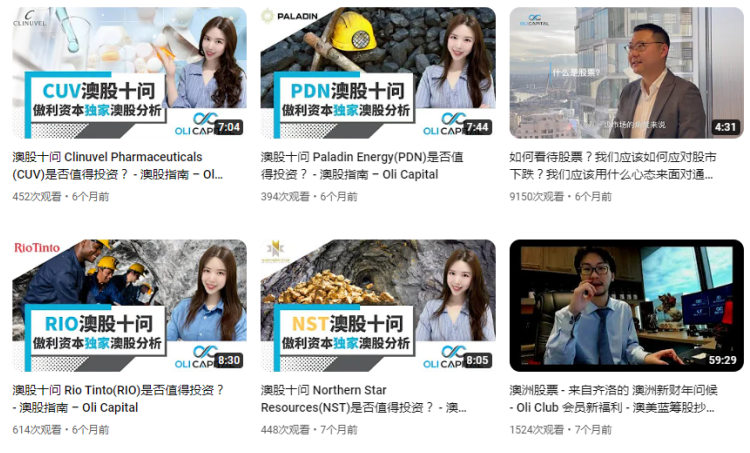 CLINUVEL
CUV澳股十问
傲利资本独家澳股分析
OLI CAPITAL
7:04
PALADIN
PDN澳股十问
傲利资本独家澳股分析
OLI CAPITAL
7:44
OLICAPITAL
什么是股票?
市场的角度来说
4:31
澳股十问 Clinuvel Pharmaceuticals
(CUV)是否值得投资？ - 澳股指南 – Ol...
452次观看・6个月前
澳股十问 Paladin Energy(PDN)是否值
得投资？ - 澳股指南 – Oli Capital
394次观看・6个月前
如何看待股票？我们应该如何应对股市
下跌？我们应该用什么心态来面对通...
9150次观看・6个月前
RioTinto
RIO澳股十问
傲利资本独家澳股分析
OLI CAPITAL
8:30
NST澳股十问
傲利资本独家澳股分析
OLI CAPITAL
8:05
59:29
澳股十问 Rio Tinto(RIO)是否值得投资？
- 澳股指南 – Oli Capital
614次观看・6个月前
澳股十问 Northern Star
Resources(NST)是否值得投资？ - 澳...
448次观看・7个月前
澳洲股票 - 来自齐洛的 澳洲新财年问候
- Oli Club 会员新福利 - 澳美蓝筹股抄...
1524次观看・7个月前